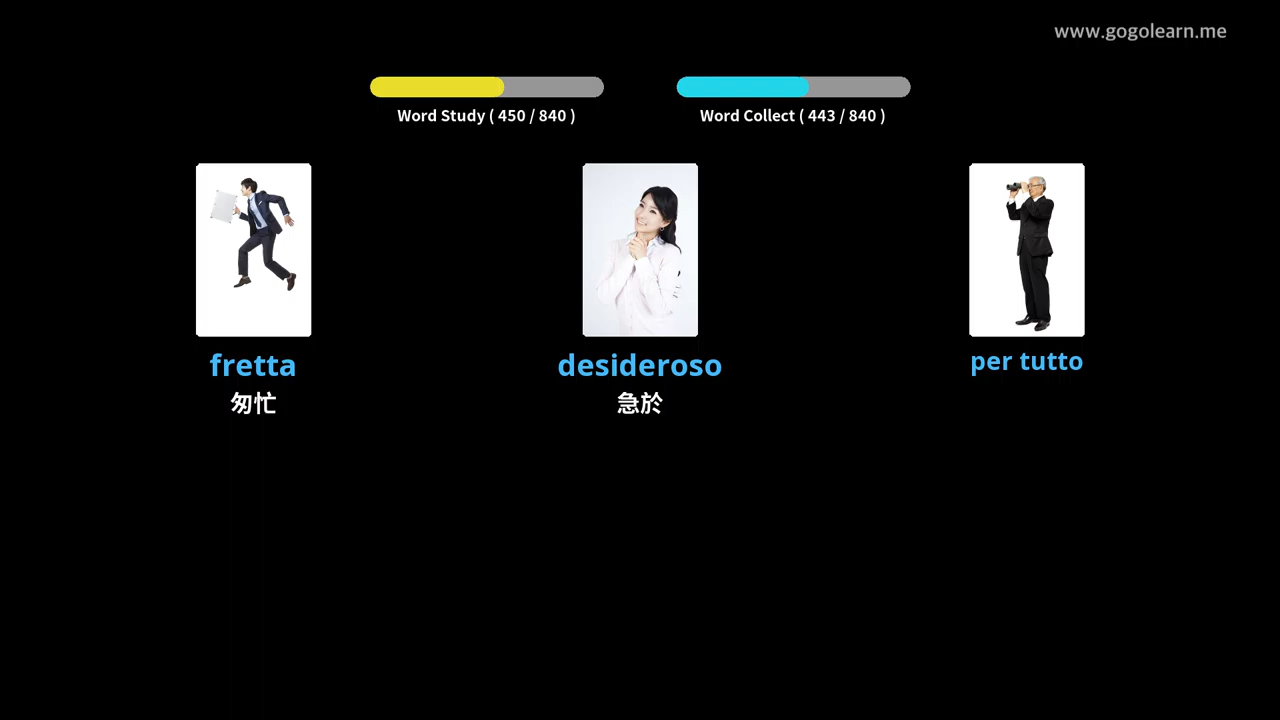 www.gogolearn.me
Word Study ( 450 / 840 )
Word Collect ( 443 / 840 )
fretta
desideroso
per tutto
匆忙
急於